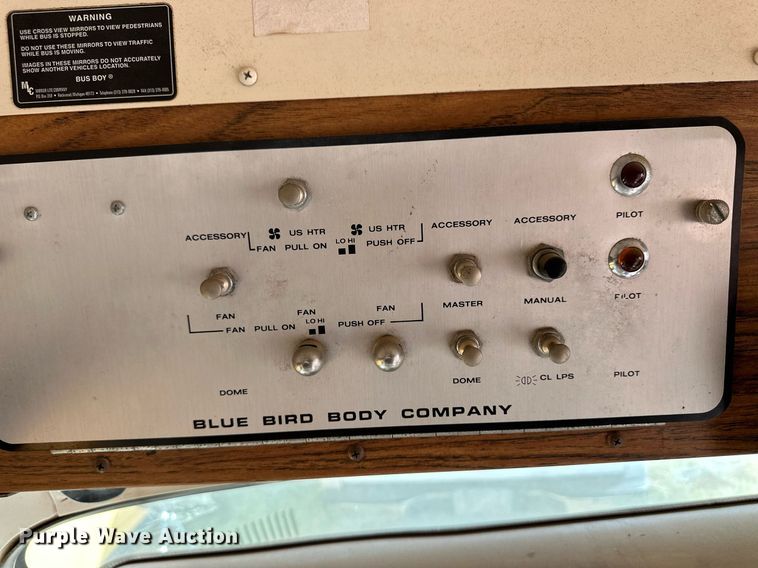 WARNING
USE CROSS VIEW MIRRORS TO VIEW PEDESTRIANS
WHILE BUS IS STOPPED.
DO NOT USE THESE MIRRORS TO VIEW TRAFFIC
WHILE BUS IS MOVING.
IMAGES IN THESE MIRRORS DO NOT ACCURATELY
SHOW ANOTHER VEHICLES LOCATION.
BUS BOY ®
MIRROR LITE COMPANY
PILOT
ACCESSORY US HTR US HTR ACCESSORY ACCESSORY
FAN PULL ON LO HI PUSH OFF
MASTER MANUAL PILOT
FAN FAN FAN
FAN PULL ON LO HI PUSH OFF
DOME DOME CL LPS PILOT
BLUE BIRD BODY COMPANY
Purple Wave Auction